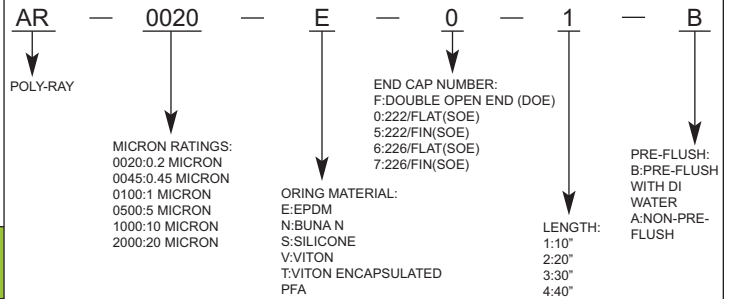 AR — 0020 — E — 0 — 1 — B
POLY-RAY
MICRON RATINGS:
0020:0.2 MICRON
0045:0.45 MICRON
0100:1 MICRON
0500:5 MICRON
1000:10 MICRON
2000:20 MICRON
ORING MATERIAL:
E:EPDM
N:BUNA N
S:SILICONE
V:VITON
T:VITON ENCAPSULATED
PFA
END CAP NUMBER:
F:DOUBLE OPEN END (DOE)
0:222/FLAT(SOE)
5:222/FIN(SOE)
6:226/FLAT(SOE)
7:226/FIN(SOE)
LENGTH:
1:10"
2:20"
3:30"
4:40"
PRE-FLUSH:
B:PRE-FLUSH
WITH DI
WATER
A:NON-PRE-
FLUSH